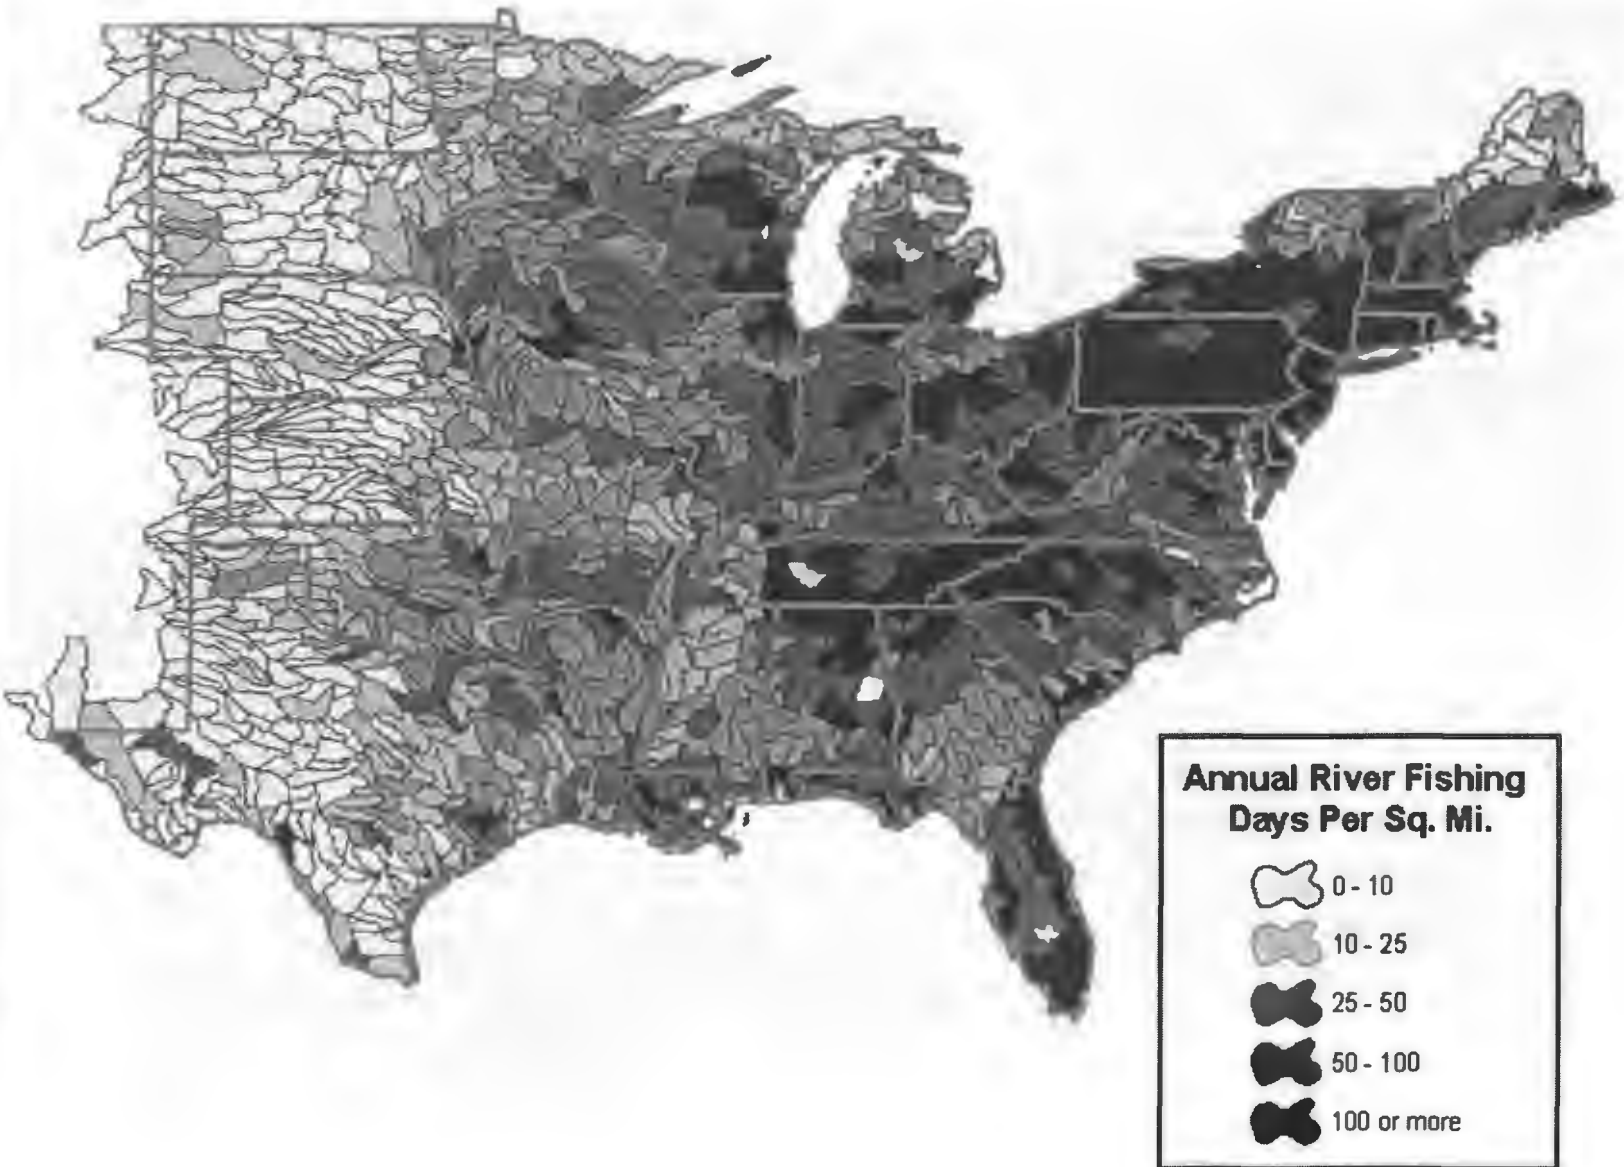 Annual River Fishing
Days Per Sq. Mi.
0 - 10
10 - 25
25 - 50
50 - 100
100 or more